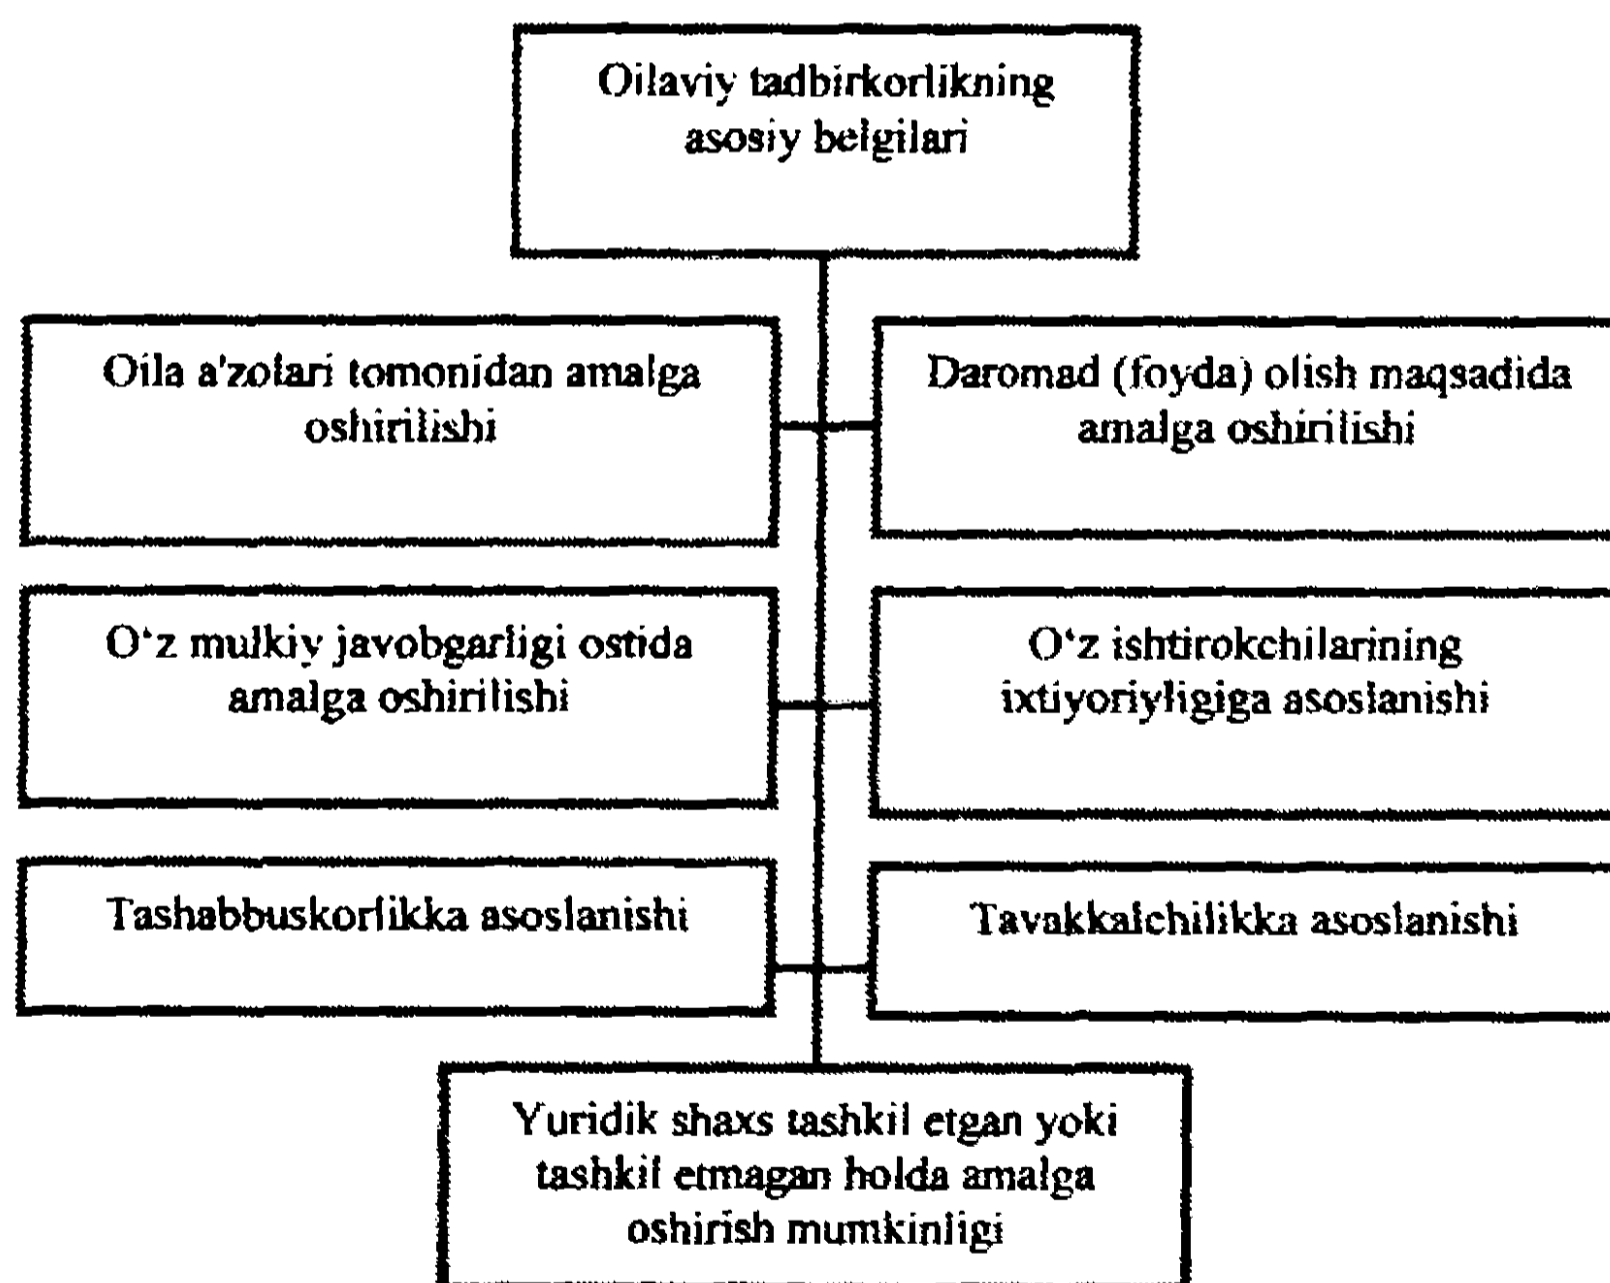 Oilaviy tadbirkorlikning
asosiy belgilari
Oila a'zolari tomonidan amalga
oshirilishi
Daromad (foyda) olish maqsadida
amalga oshirilishi
O‘z mulkiy javobgarligi ostida
amalga oshirilishi
O‘z ishtirokchilarining
ixtiyoriyligiga asoslanishi
Tashabbuskorlikka asoslanishi
Tavakkalchilikka asoslanishi
Yuridik shaxs tashkil etgan yoki
tashkil etmagan holda amalga
oshirish mumkinligi